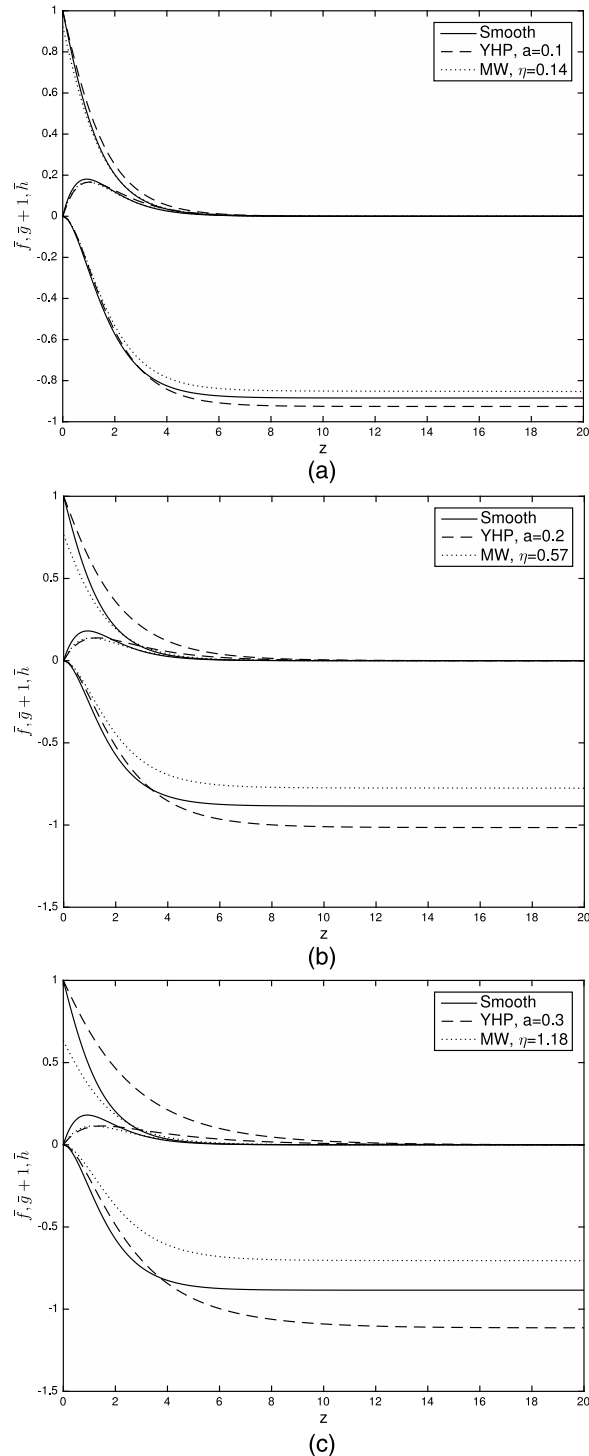 1
0.8
0.6
0.4
0.2
0
-0.2
-0.4
-0.6
-0.8
-1
f̄, ḡ + 1, h̄
Smooth
YHP, a=0.1
MW, η=0.14
0 2 4 6 8 10 12 14 16 18 20
z
(a)
1
0.5
0
-0.5
-1
-1.5
f̄, ḡ + 1, h̄
Smooth
YHP, a=0.2
MW, η=0.57
0 2 4 6 8 10 12 14 16 18 20
z
(b)
1
0.5
0
-0.5
-1
-1.5
f̄, ḡ + 1, h̄
Smooth
YHP, a=0.3
MW, η=1.18
0 2 4 6 8 10 12 14 16 18 20
z
(c)